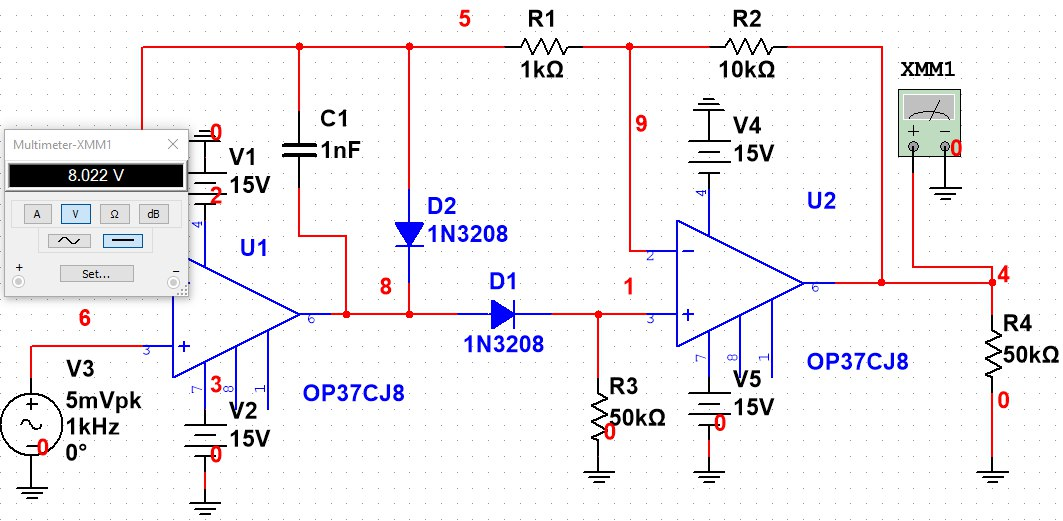 5
R1
1kΩ
R2
10kΩ
XMM1
+
−
0
Multimeter-XMM1
8.022 V
A
V
Ω
dB
Set...
+
−
0
V1
15V
2
4
C1
1nF
9
V4
15V
4
U2
D2
1N3208
U1
8
D1
1N3208
1
2
−
3
+
6
4
7
8
1
OP37CJ8
R4
50kΩ
0
6
3
+
6
7
3
8
1
OP37CJ8
V3
5mVpk
1kHz
0°
+
0
V2
15V
0
R3
50kΩ
0
V5
15V
0